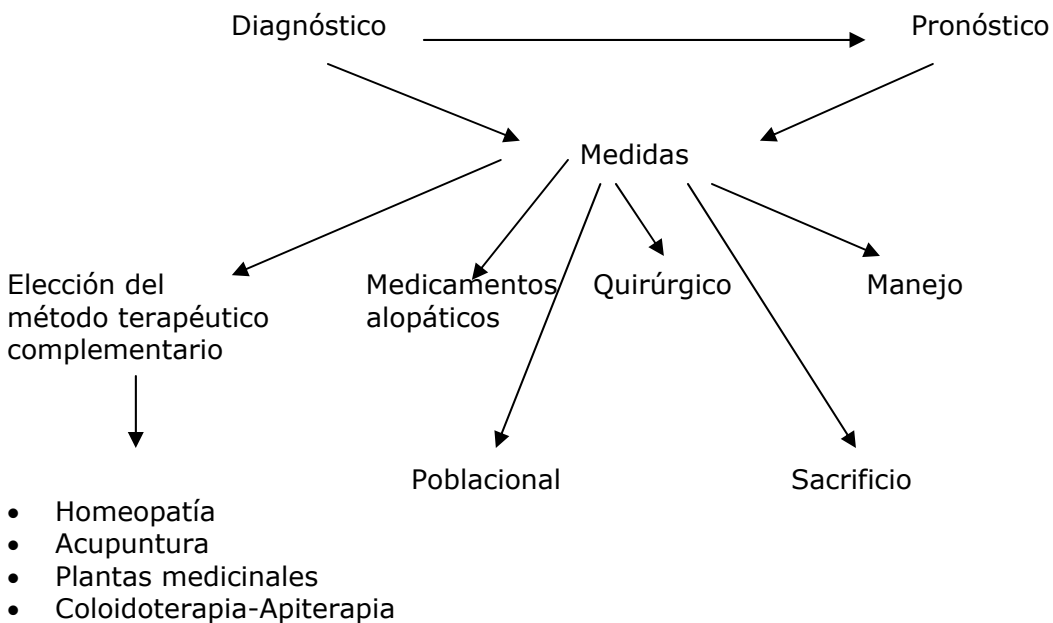 Diagnóstico
Pronóstico
Medidas
Elección del
método terapéutico
complementario
Medicamentos
alopáticos
Quirúrgico
Manejo
Poblacional
Sacrificio
• Homeopatía
• Acupuntura
• Plantas medicinales
• Coloidoterapia-Apiterapia